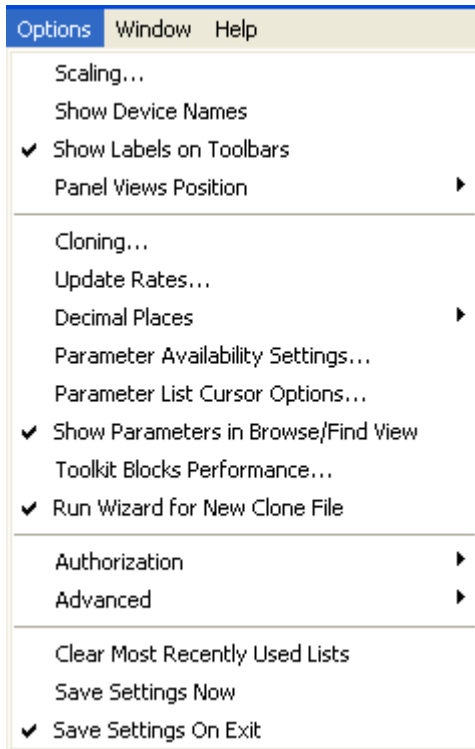 Options Window Help
Scaling...
Show Device Names
Show Labels on Toolbars
Panel Views Position
Cloning...
Update Rates...
Decimal Places
Parameter Availability Settings...
Parameter List Cursor Options...
Show Parameters in Browse/Find View
Toolkit Blocks Performance...
Run Wizard for New Clone File
Authorization
Advanced
Clear Most Recently Used Lists
Save Settings Now
Save Settings On Exit